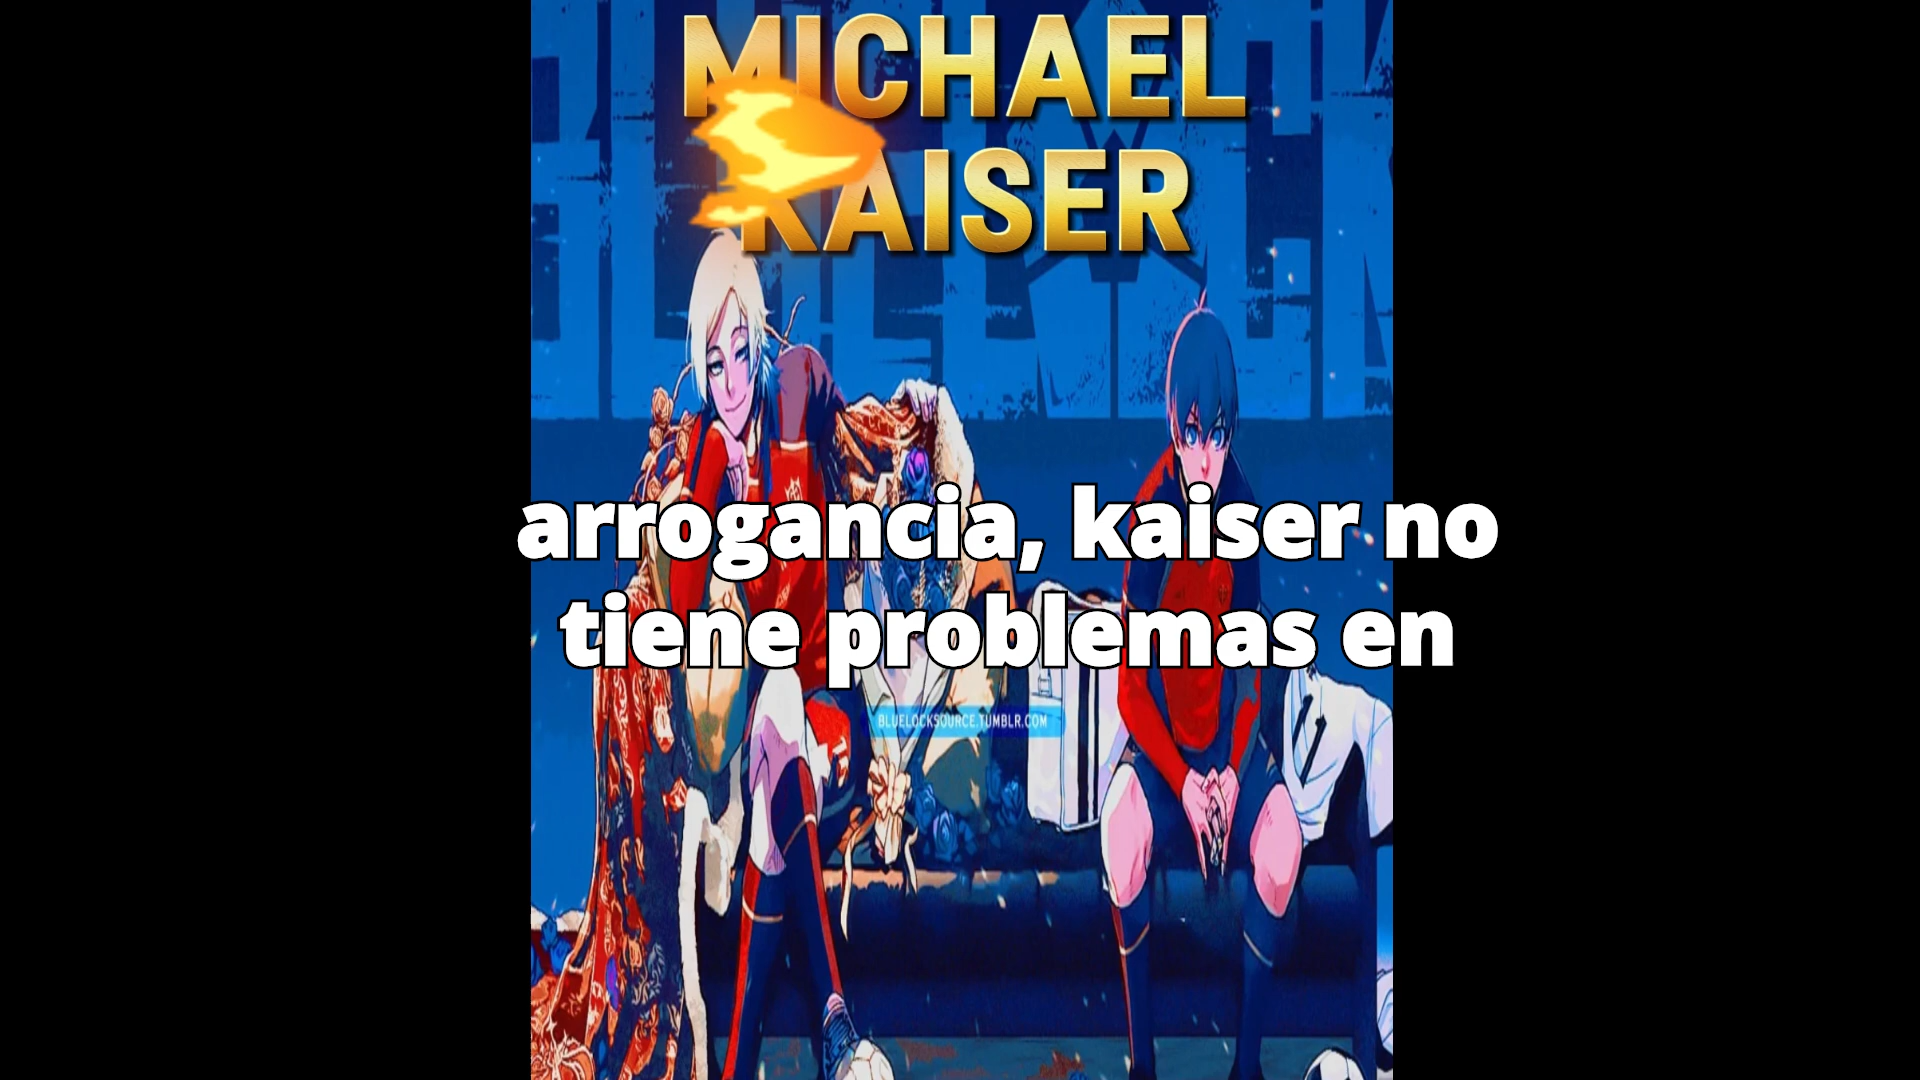 MICHAEL
KAISER
arrogancia, kaiser no
tiene problemas en
BLUELOCKSOURCE.TUMBLR.COM